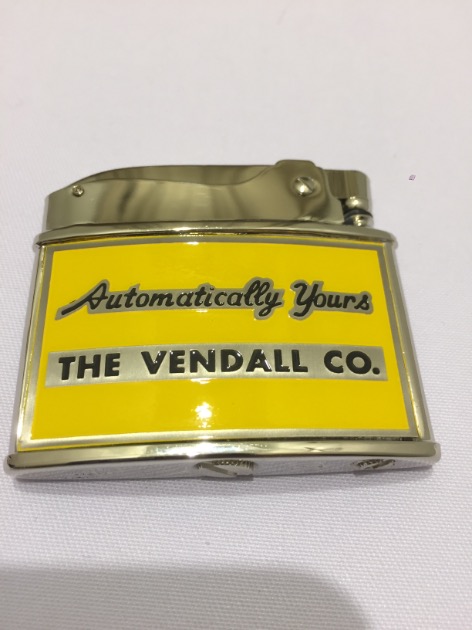 Automatically Yours
THE VENDALL CO.